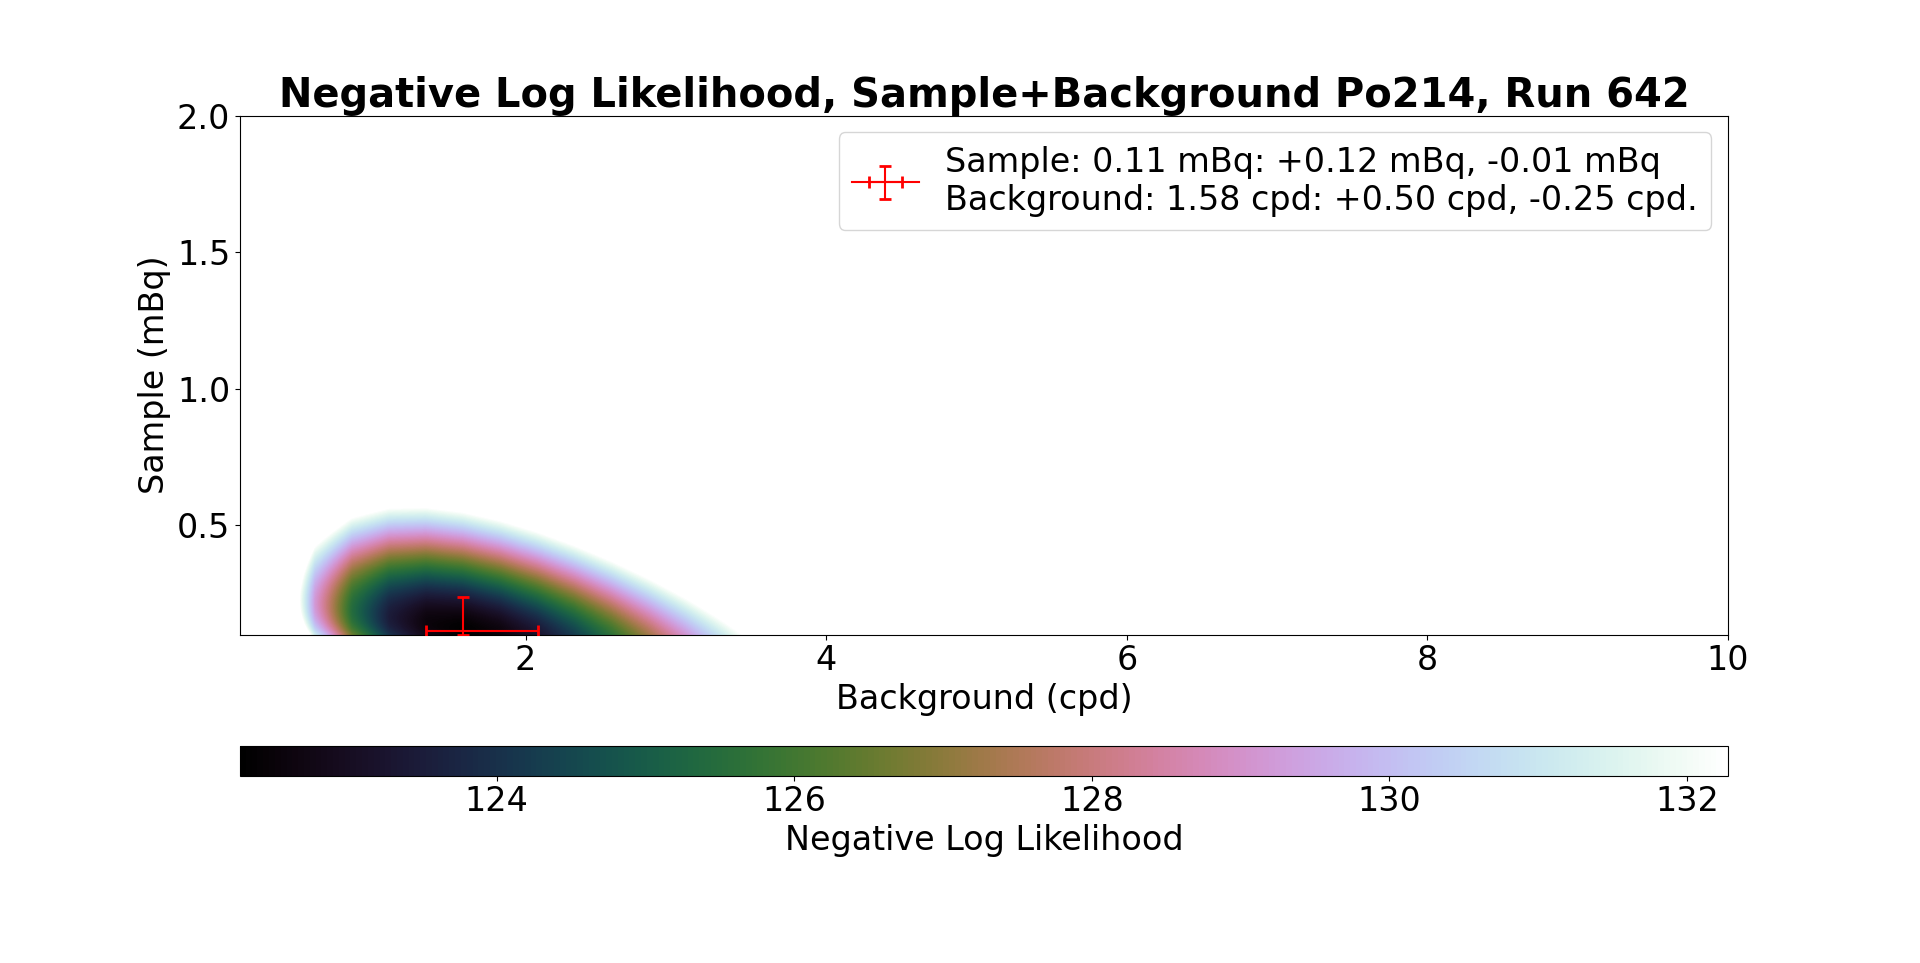 Negative Log Likelihood, Sample+Background Po214, Run 642
Sample: 0.11 mBq: +0.12 mBq, -0.01 mBq
Background: 1.58 cpd: +0.50 cpd, -0.25 cpd.
2.0
1.5
1.0
0.5
Sample (mBq)
2 4 6 8 10
Background (cpd)
124 126 128 130 132
Negative Log Likelihood